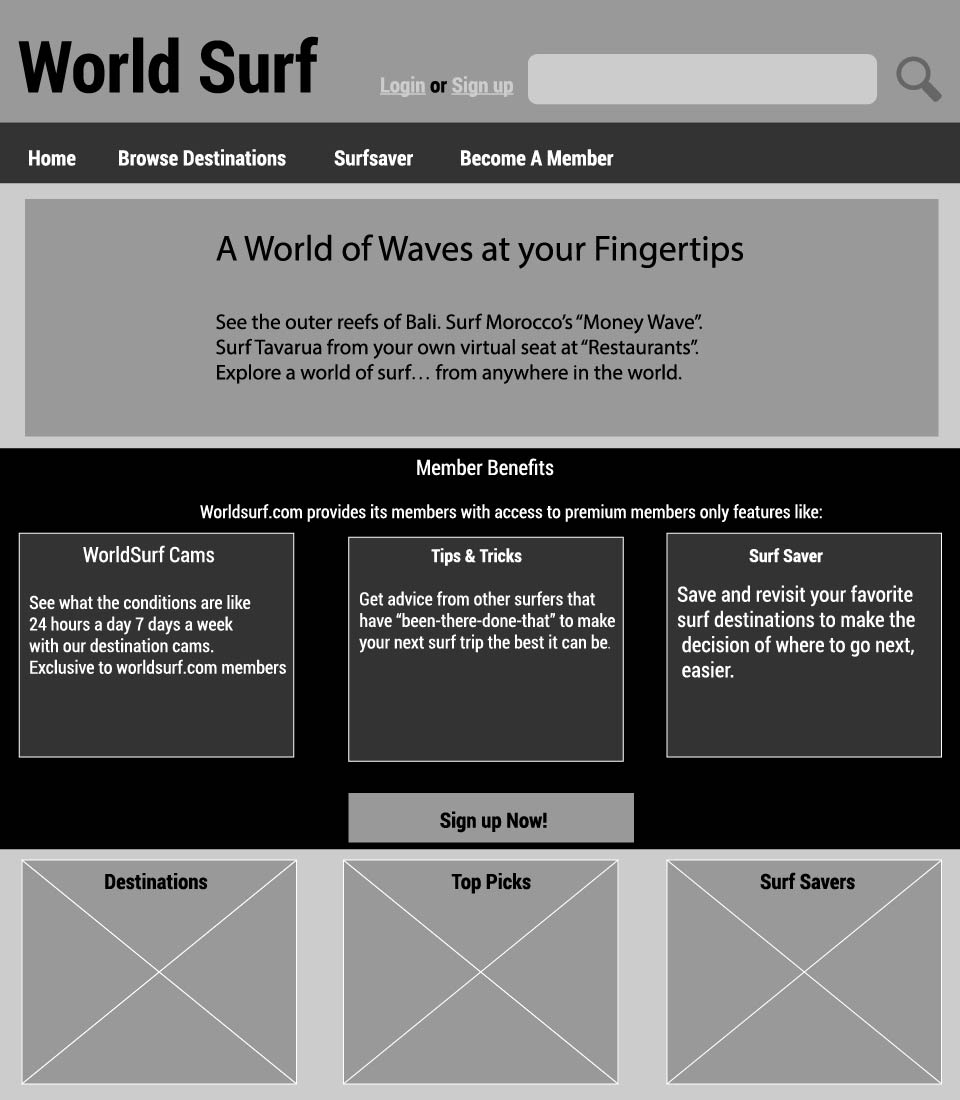 World Surf
Login or Sign up
Home Browse Destinations Surfsaver Become A Member
A World of Waves at your Fingertips
See the outer reefs of Bali. Surf Morocco's “Money Wave”.
Surf Tavarua from your own virtual seat at “Restaurants”.
Explore a world of surf… from anywhere in the world.
Member Benefits
Worldsurf.com provides its members with access to premium members only features like:
WorldSurf Cams
See what the conditions are like
24 hours a day 7 days a week
with our destination cams.
Exclusive to worldsurf.com members
Tips & Tricks
Get advice from other surfers that
have “been-there-done-that” to make
your next surf trip the best it can be.
Surf Saver
Save and revisit your favorite
surf destinations to make the
decision of where to go next,
easier.
Sign up Now!
Destinations
Top Picks
Surf Savers